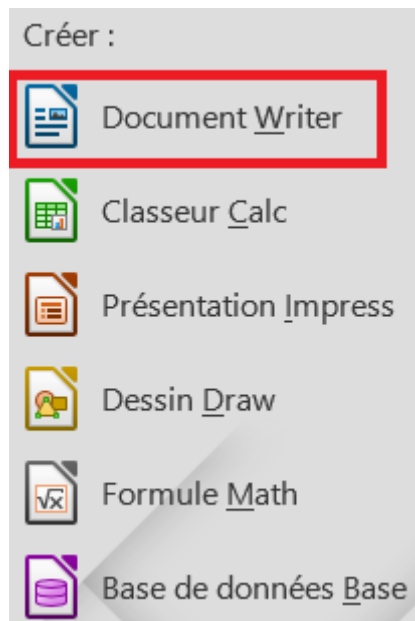 Créer :
Document Writer
Classeur Calc
Présentation Impress
Dessin Draw
Formule Math
Base de données Base